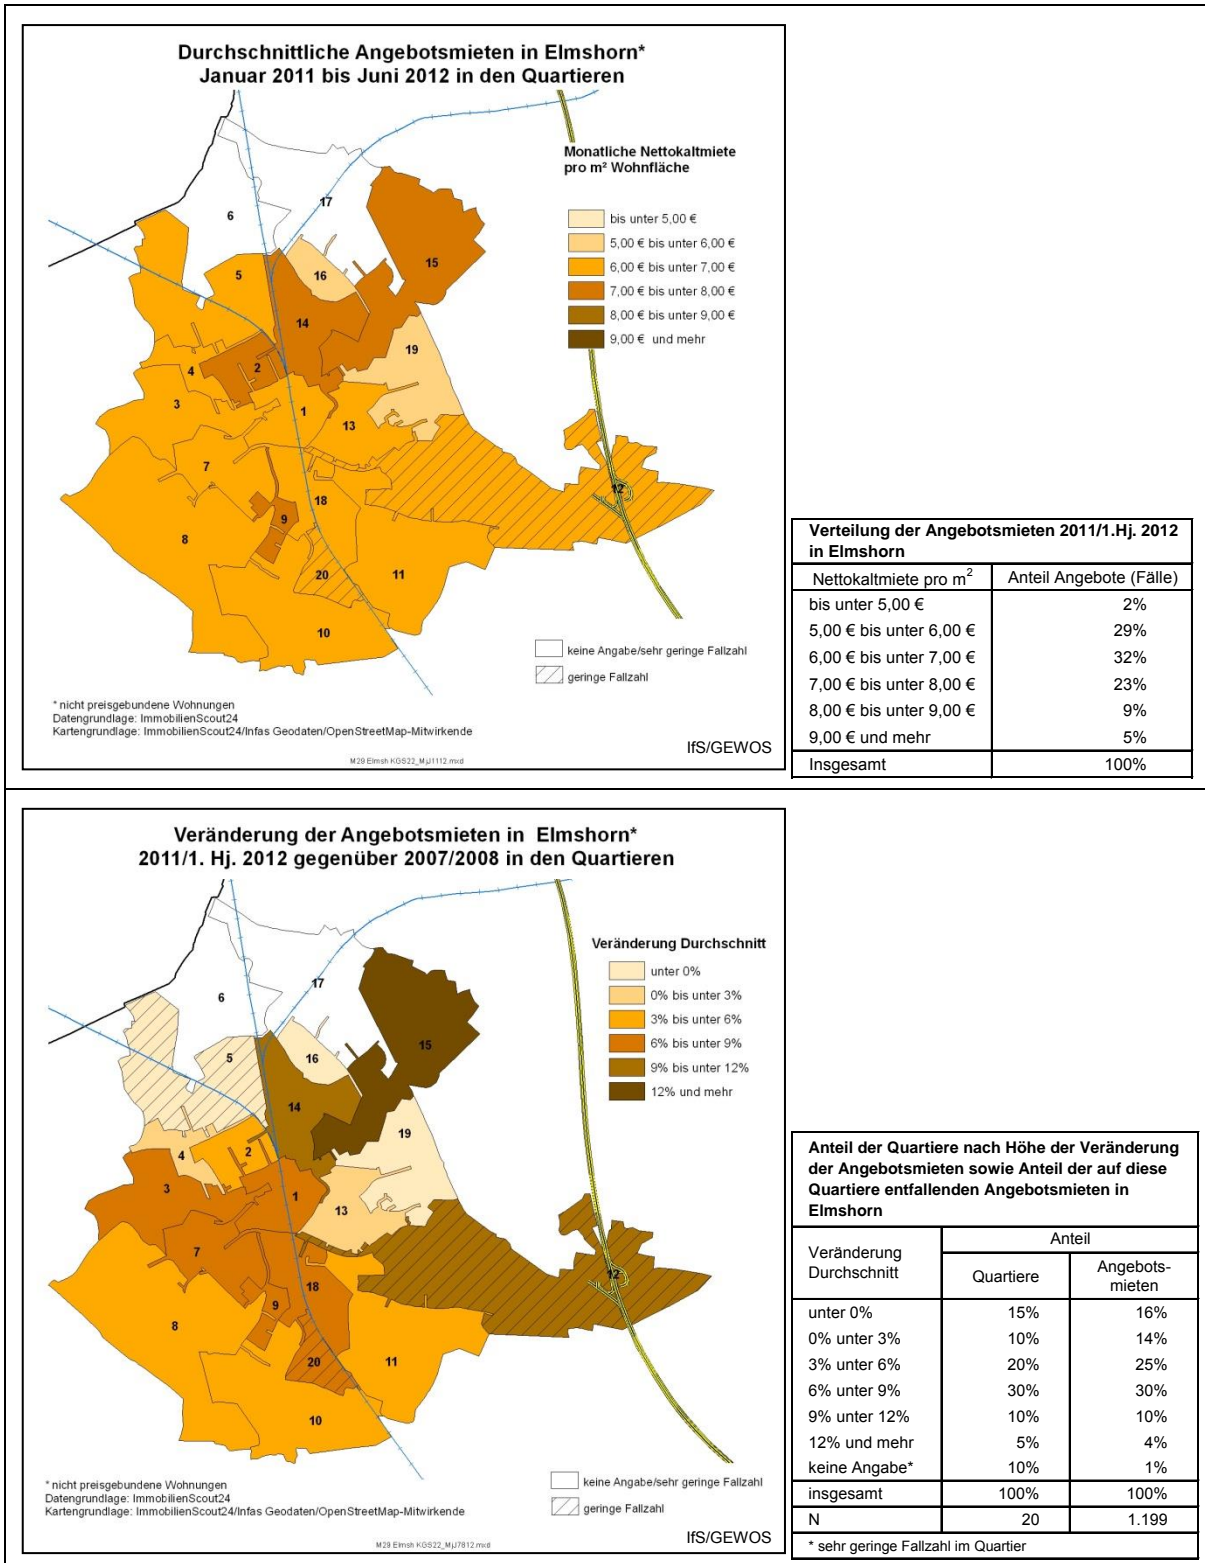 Durchschnittliche Angebotsmieten in Elmshorn*
Januar 2011 bis Juni 2012 in den Quartieren
Monatliche Nettokaltmiete
pro m² Wohnfläche
bis unter 5,00 €
5,00 € bis unter 6,00 €
6,00 € bis unter 7,00 €
7,00 € bis unter 8,00 €
8,00 € bis unter 9,00 €
9,00 € und mehr
17
6
15
5
16
14
19
2
4
3
1
13
7
12
18
9
8
20
11
10
keine Angabe/sehr geringe Fallzahl
geringe Fallzahl
* nicht preisgebundene Wohnungen
Datengrundlage: ImmobilienScout24
Kartengrundlage: ImmobilienScout24/Infas Geodaten/OpenStreetMap-Mitwirkende
IfS/GEWOS
M29 Elmsh KGS22_MjJ1112.mxd
Verteilung der Angebotsmieten 2011/1.Hj. 2012
in Elmshorn
Nettokaltmiete pro m² Anteil Angebote (Fälle)
bis unter 5,00 € 2%
5,00 € bis unter 6,00 € 29%
6,00 € bis unter 7,00 € 32%
7,00 € bis unter 8,00 € 23%
8,00 € bis unter 9,00 € 9%
9,00 € und mehr 5%
Insgesamt 100%
Veränderung der Angebotsmieten in Elmshorn*
2011/1. Hj. 2012 gegenüber 2007/2008 in den Quartieren
Veränderung Durchschnitt
unter 0%
0% bis unter 3%
3% bis unter 6%
6% bis unter 9%
9% bis unter 12%
12% und mehr
17
6
15
5
16
14
19
2
4
3
1
13
7
12
18
9
8
20
11
10
keine Angabe/sehr geringe Fallzahl
geringe Fallzahl
* nicht preisgebundene Wohnungen
Datengrundlage: ImmobilienScout24
Kartengrundlage: ImmobilienScout24/Infas Geodaten/OpenStreetMap-Mitwirkende
IfS/GEWOS
M29 Elmsh KGS22_MjJ7812.mxd
Anteil der Quartiere nach Höhe der Veränderung
der Angebotsmieten sowie Anteil der auf diese
Quartiere entfallenden Angebotsmieten in
Elmshorn
Veränderung Durchschnitt Anteil
Quartiere Angebots-
mieten
unter 0% 15% 16%
0% unter 3% 10% 14%
3% unter 6% 20% 25%
6% unter 9% 30% 30%
9% unter 12% 10% 10%
12% und mehr 5% 4%
keine Angabe* 10% 1%
insgesamt 100% 100%
N 20 1.199
* sehr geringe Fallzahl im Quartier